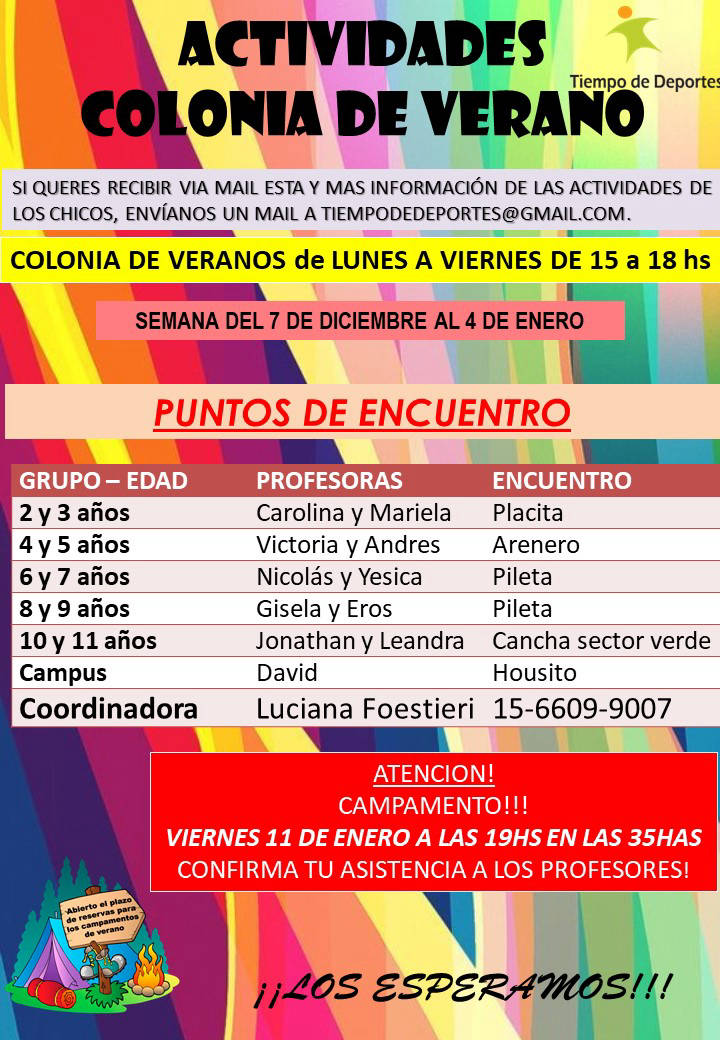 ACTIVIDADES
COLONIA DE VERANO
Tiempo de Deportes
SI QUERES RECIBIR VIA MAIL ESTA Y MAS INFORMACIÓN DE LAS ACTIVIDADES DE
LOS CHICOS, ENVÍANOS UN MAIL A TIEMPODEDEPORTES@GMAIL.COM.
COLONIA DE VERANOS de LUNES A VIERNES DE 15 a 18 hs
SEMANA DEL 7 DE DICIEMBRE AL 4 DE ENERO
PUNTOS DE ENCUENTRO
GRUPO – EDAD PROFESORAS ENCUENTRO
2 y 3 años Carolina y Mariela Placita
4 y 5 años Victoria y Andres Arenero
6 y 7 años Nicolás y Yesica Pileta
8 y 9 años Gisela y Eros Pileta
10 y 11 años Jonathan y Leandra Cancha sector verde
Campus David Housito
Coordinadora Luciana Foestieri 15-6609-9007
ATENCION!
CAMPAMENTO!!!
VIERNES 11 DE ENERO A LAS 19HS EN LAS 35HAS
CONFIRMA TU ASISTENCIA A LOS PROFESORES!
Abierto el plazo
de reservas para
los campamentos
de verano
¡¡LOS ESPERAMOS!!!